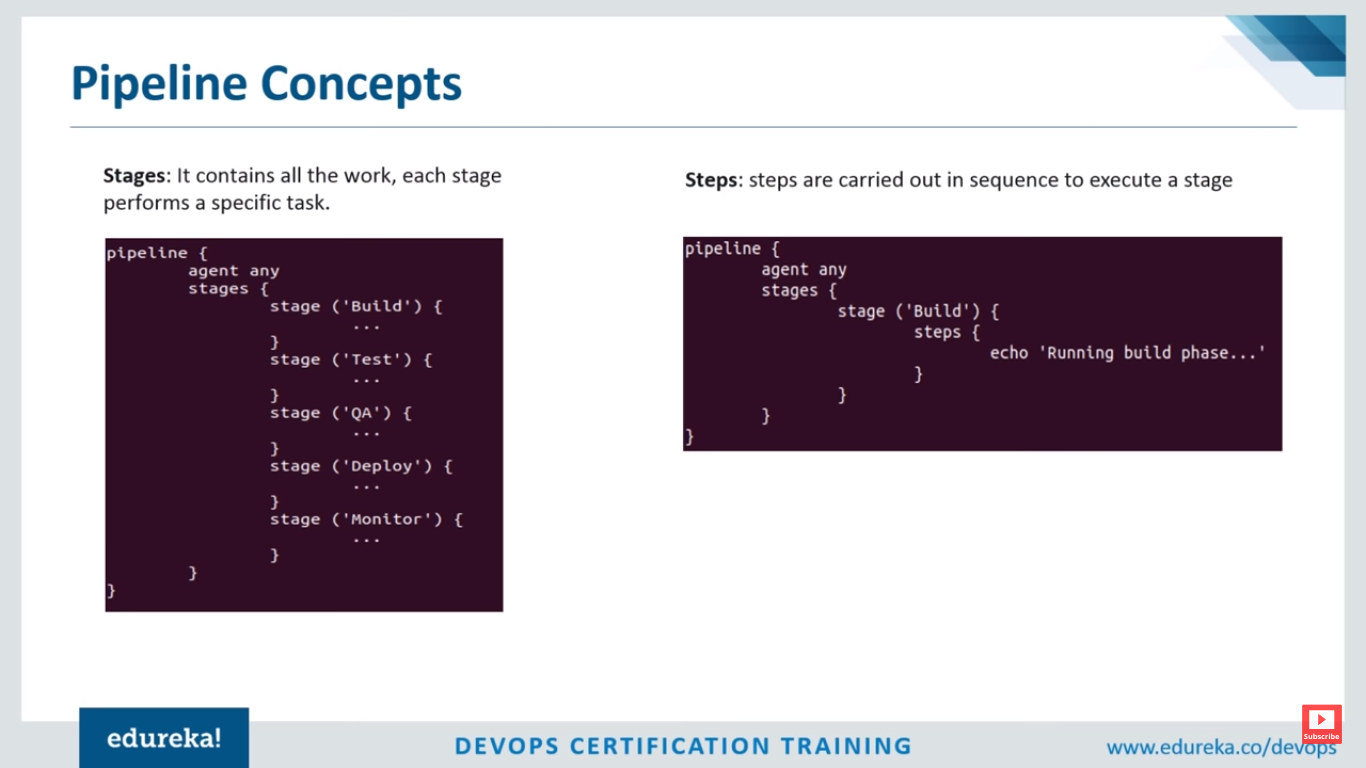 Pipeline Concepts
Stages: It contains all the work, each stage
performs a specific task.
pipeline {
agent any
stages {
stage ('Build') {
...
}
stage ('Test') {
...
}
stage ('QA') {
...
}
stage ('Deploy') {
...
}
stage ('Monitor') {
...
}
}
}
Steps: steps are carried out in sequence to execute a stage
pipeline {
agent any
stages {
stage ('Build') {
steps {
echo 'Running build phase...'
}
}
}
}
edureka!
DEVOPS CERTIFICATION TRAINING
www.edureka.co/devops
Subscribe